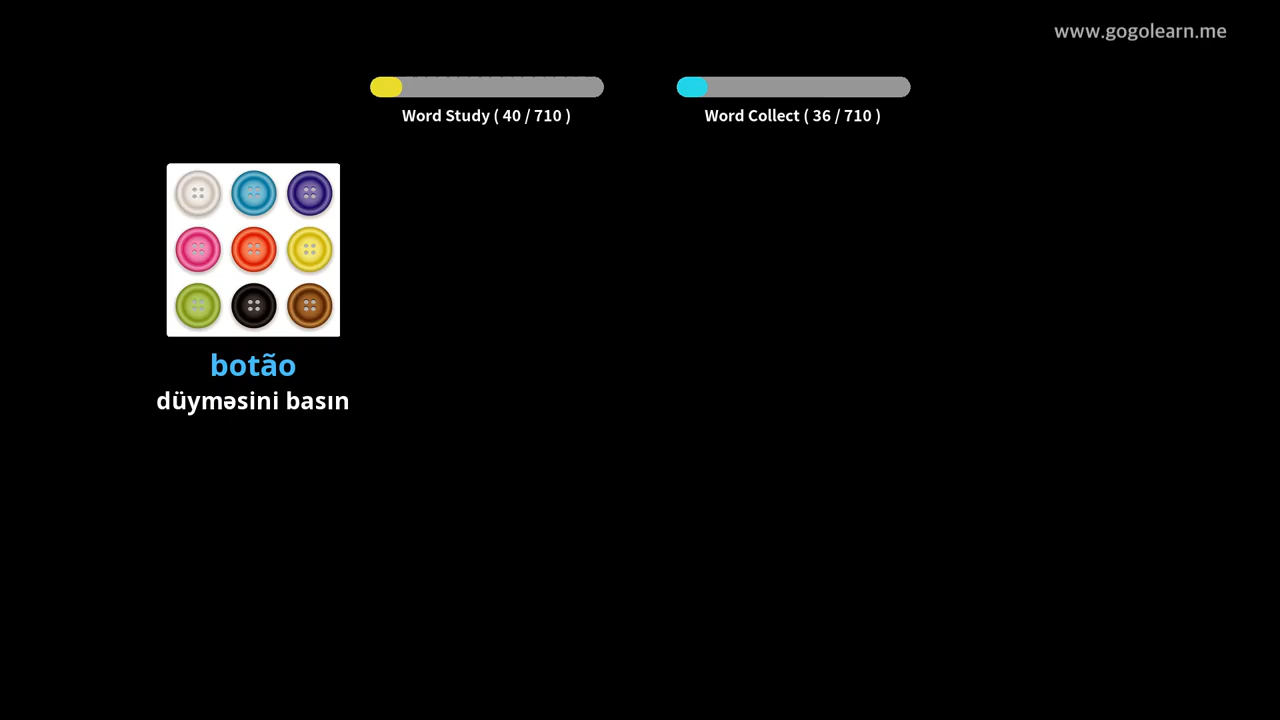 www.gogolearn.me
Word Study ( 40 / 710 )
Word Collect ( 36 / 710 )
botão
düyməsini basın